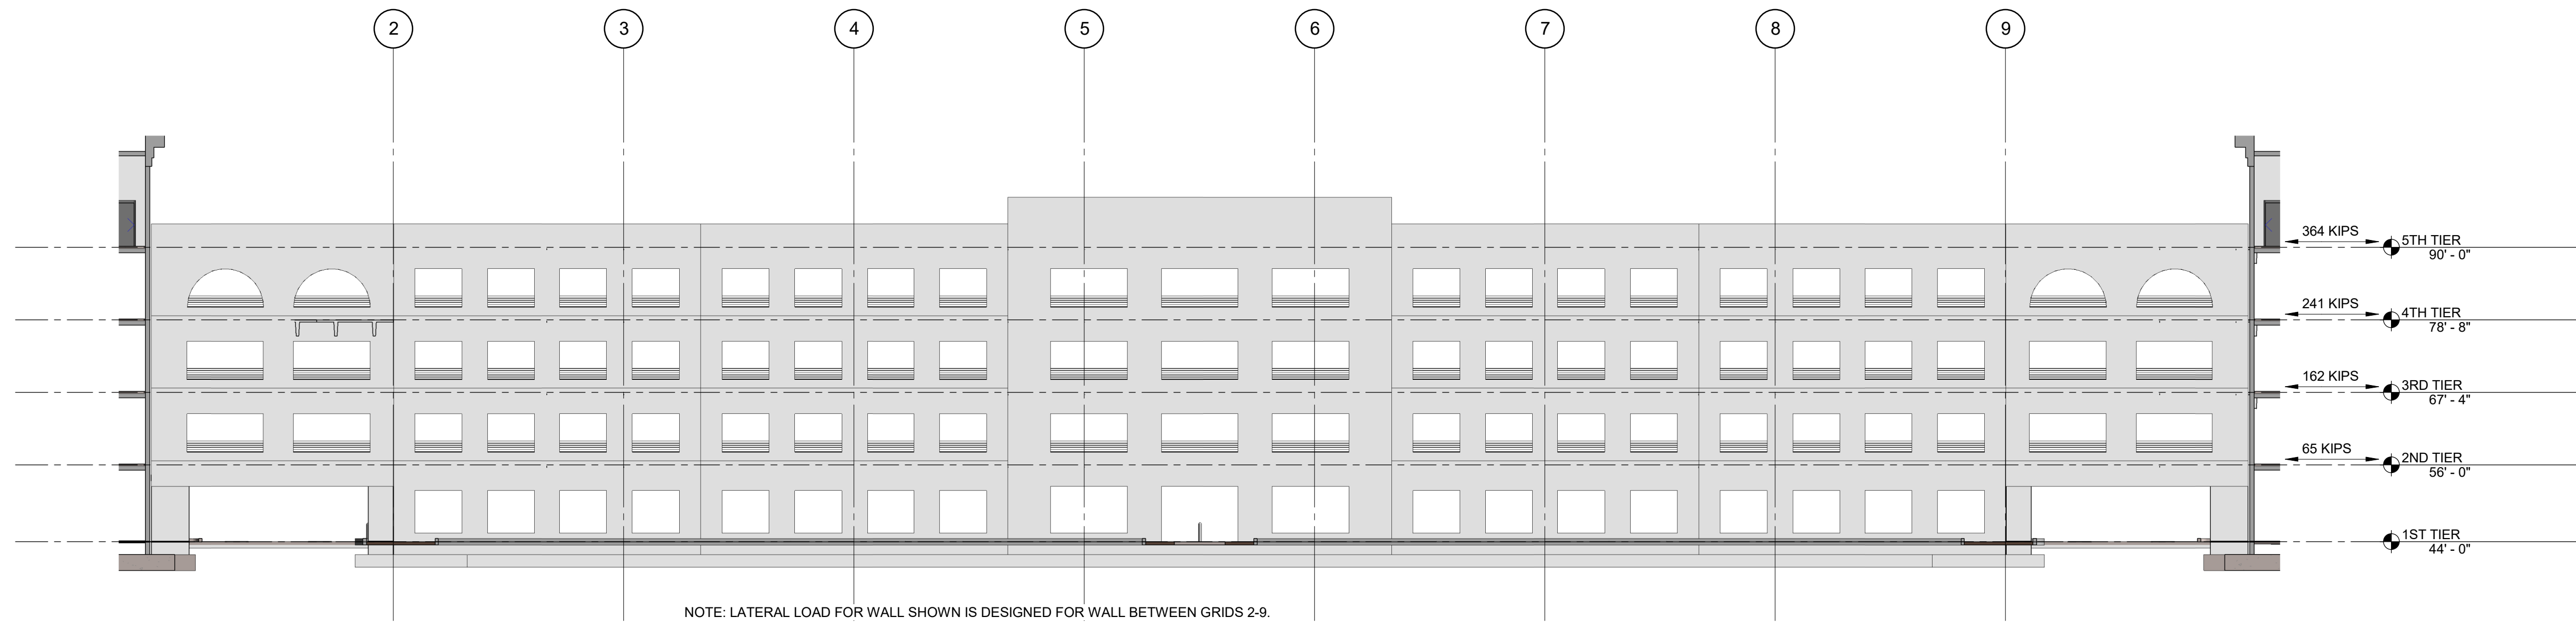 2
3
4
5
6
7
8
9
364 KIPS
5TH TIER
90' - 0"
241 KIPS
4TH TIER
78' - 8"
162 KIPS
3RD TIER
67' - 4"
65 KIPS
2ND TIER
56' - 0"
1ST TIER
44' - 0"
NOTE: LATERAL LOAD FOR WALL SHOWN IS DESIGNED FOR WALL BETWEEN GRIDS 2-9.